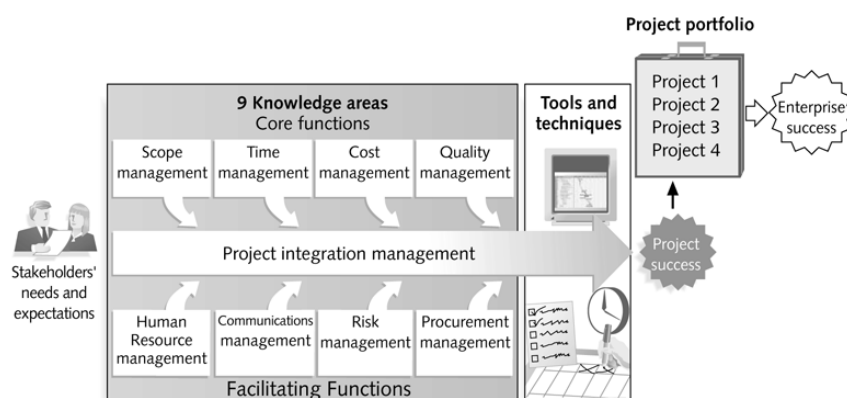 Project portfolio
Project 1
Project 2
Project 3
Project 4
Enterprise
success
9 Knowledge areas
Core functions
Tools and
techniques
Scope
management
Time
management
Cost
management
Quality
management
Project integration management
Project
success
Stakeholders'
needs and
expectations
Human
Resource
management
Communications
management
Risk
management
Procurement
management
Facilitating Functions